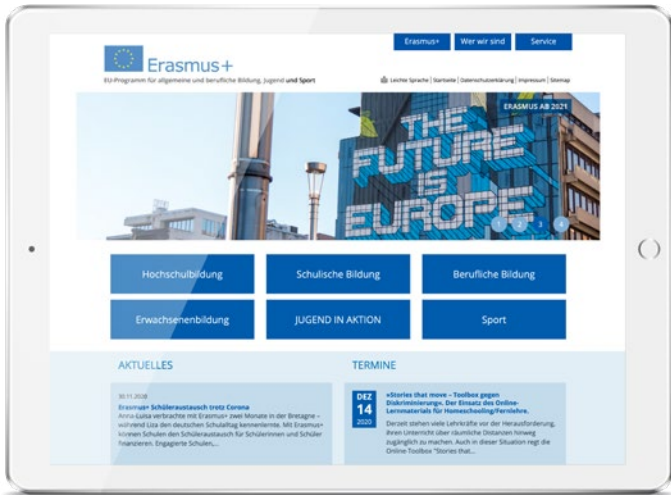 Erasmus+ Wer wir sind Service
Erasmus+
EU-Programm für allgemeine und berufliche Bildung, Jugend und Sport
Leichte Sprache | Startseite | Datenschutzerklärung | Impressum | Sitemap
ERASMUS AB 2021
THE
FUTURE
IS
EUROPE
1 2 3 4
Hochschulbildung Schulische Bildung Berufliche Bildung
Erwachsenenbildung JUGEND IN AKTION Sport
AKTUELLES
30.11.2020
Erasmus+ Schüleraustausch trotz Corona
Anna-Luisa verbrachte mit Erasmus+ zwei Monate in der Bretagne –
während Liza den deutschen Schulalltag kennenlernte. Mit Erasmus+
können Schulen den Schüleraustausch für Schülerinnen und Schüler
finanzieren. Engagierte Schulen,...
TERMINE
DEZ
14
2020
»Stories that move – Toolbox gegen
Diskriminierung«. Der Einsatz des Online-
Lernmaterials für Homeschooling/Fernlehre.
Derzeit stehen viele Lehrkräfte vor der Herausforderung,
ihren Unterricht über räumliche Distanzen hinweg
zugänglich zu machen. Auch in dieser Situation regt die
Online Toolbox "Stories that...